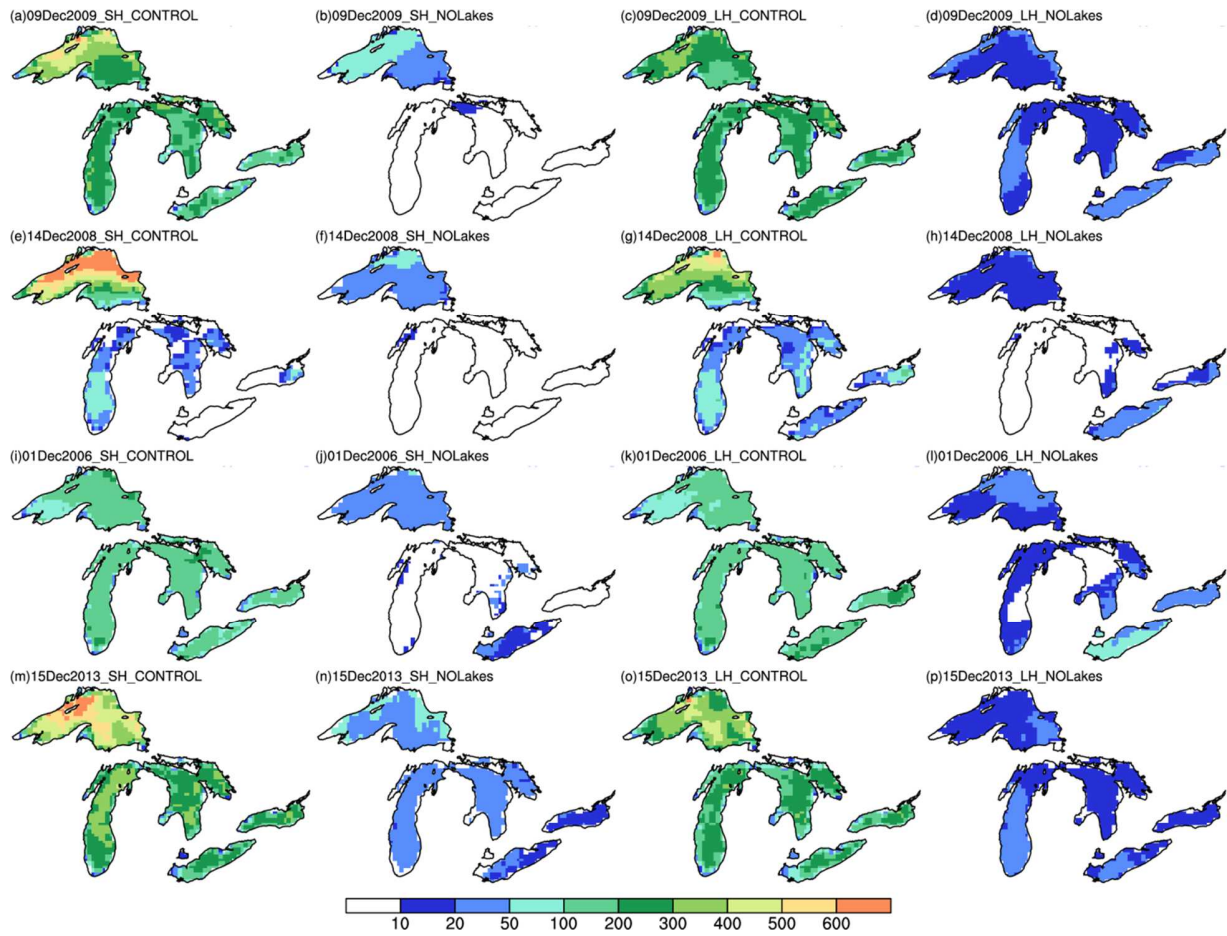 (a)09Dec2009_SH_CONTROL (b)09Dec2009_SH_NOLakes (c)09Dec2009_LH_CONTROL (d)09Dec2009_LH_NOLakes
(e)14Dec2008_SH_CONTROL (f)14Dec2008_SH_NOLakes (g)14Dec2008_LH_CONTROL (h)14Dec2008_LH_NOLakes
(i)01Dec2006_SH_CONTROL (j)01Dec2006_SH_NOLakes (k)01Dec2006_LH_CONTROL (l)01Dec2006_LH_NOLakes
(m)15Dec2013_SH_CONTROL (n)15Dec2013_SH_NOLakes (o)15Dec2013_LH_CONTROL (p)15Dec2013_LH_NOLakes
10 20 50 100 200 300 400 500 600